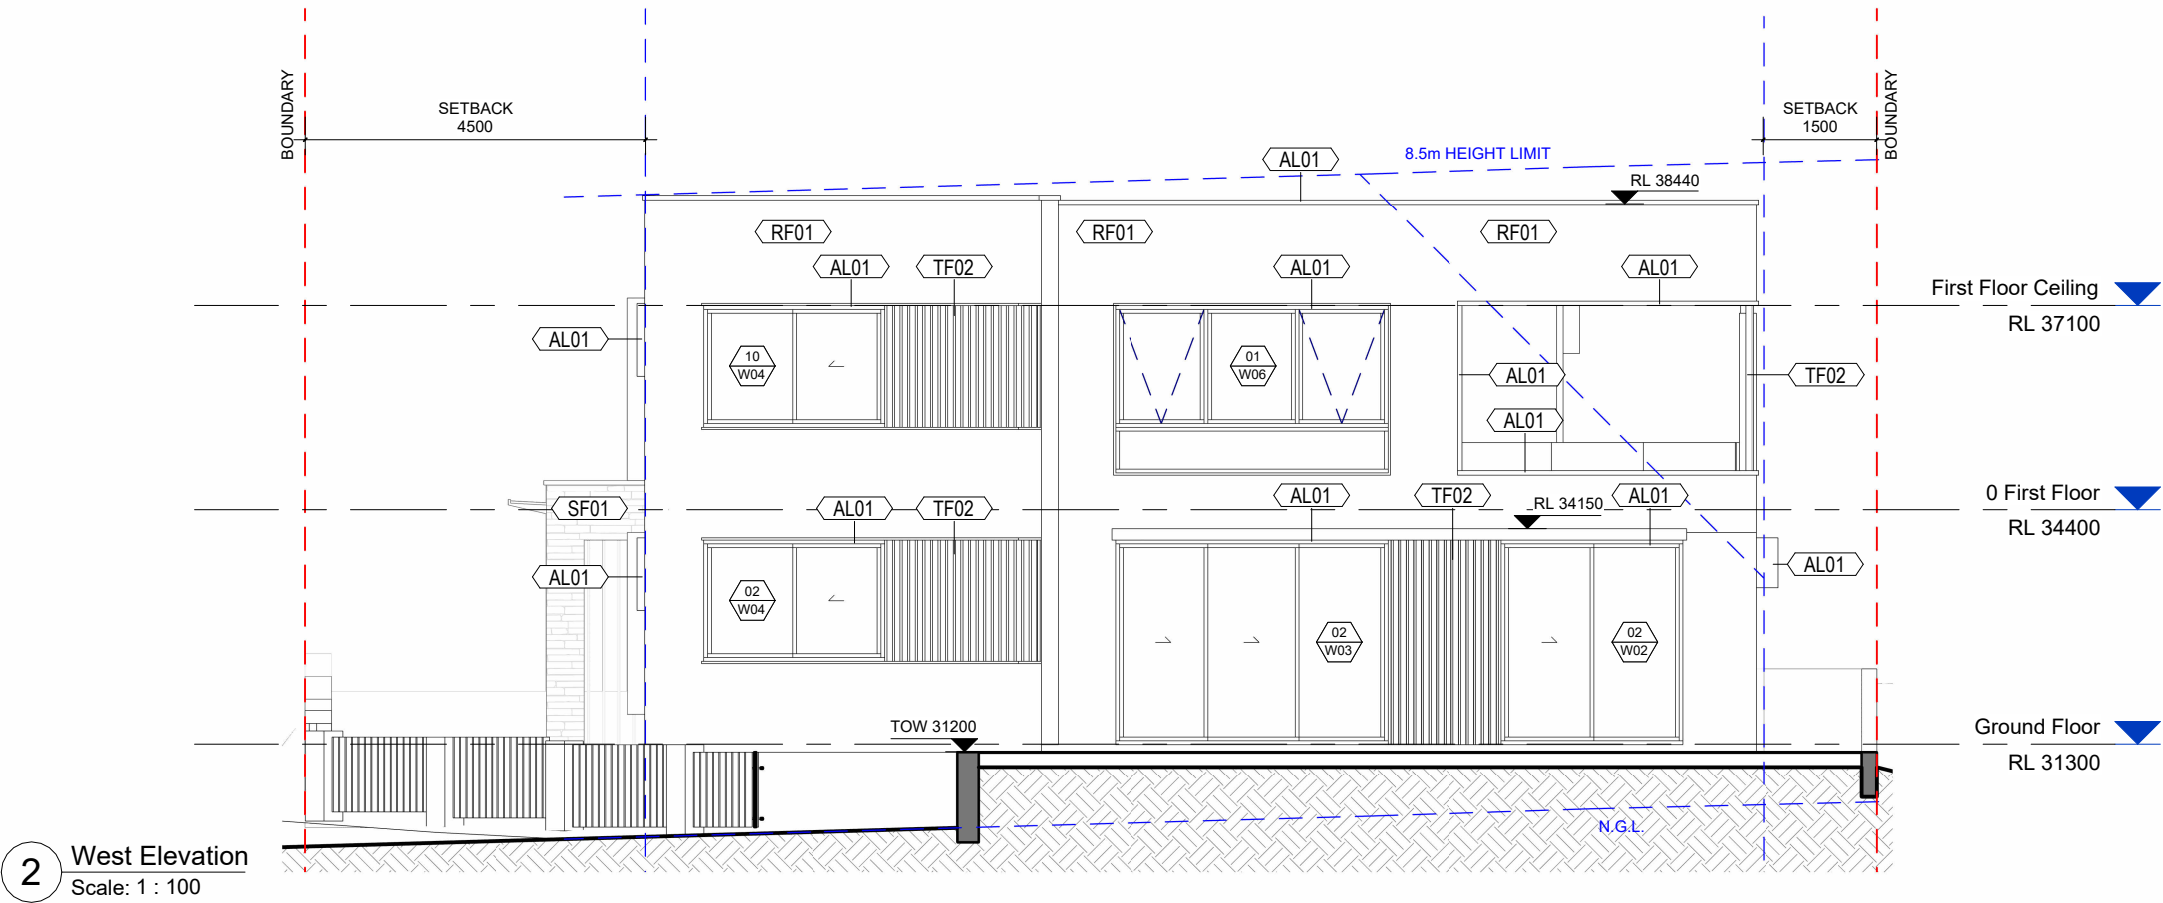 BOUNDARY
SETBACK
4500
SETBACK
1500
BOUNDARY
8.5m HEIGHT LIMIT
AL01
RL 38440
RF01
RF01
RF01
AL01
TF02
AL01
AL01
First Floor Ceiling
RL 37100
AL01
10
W04
01
W06
AL01
TF02
AL01
SF01
AL01
TF02
AL01
TF02
RL 34150
AL01
0 First Floor
RL 34400
AL01
AL01
02
W04
02
W03
02
W02
TOW 31200
Ground Floor
RL 31300
N.G.L.
2
West Elevation
Scale: 1 : 100